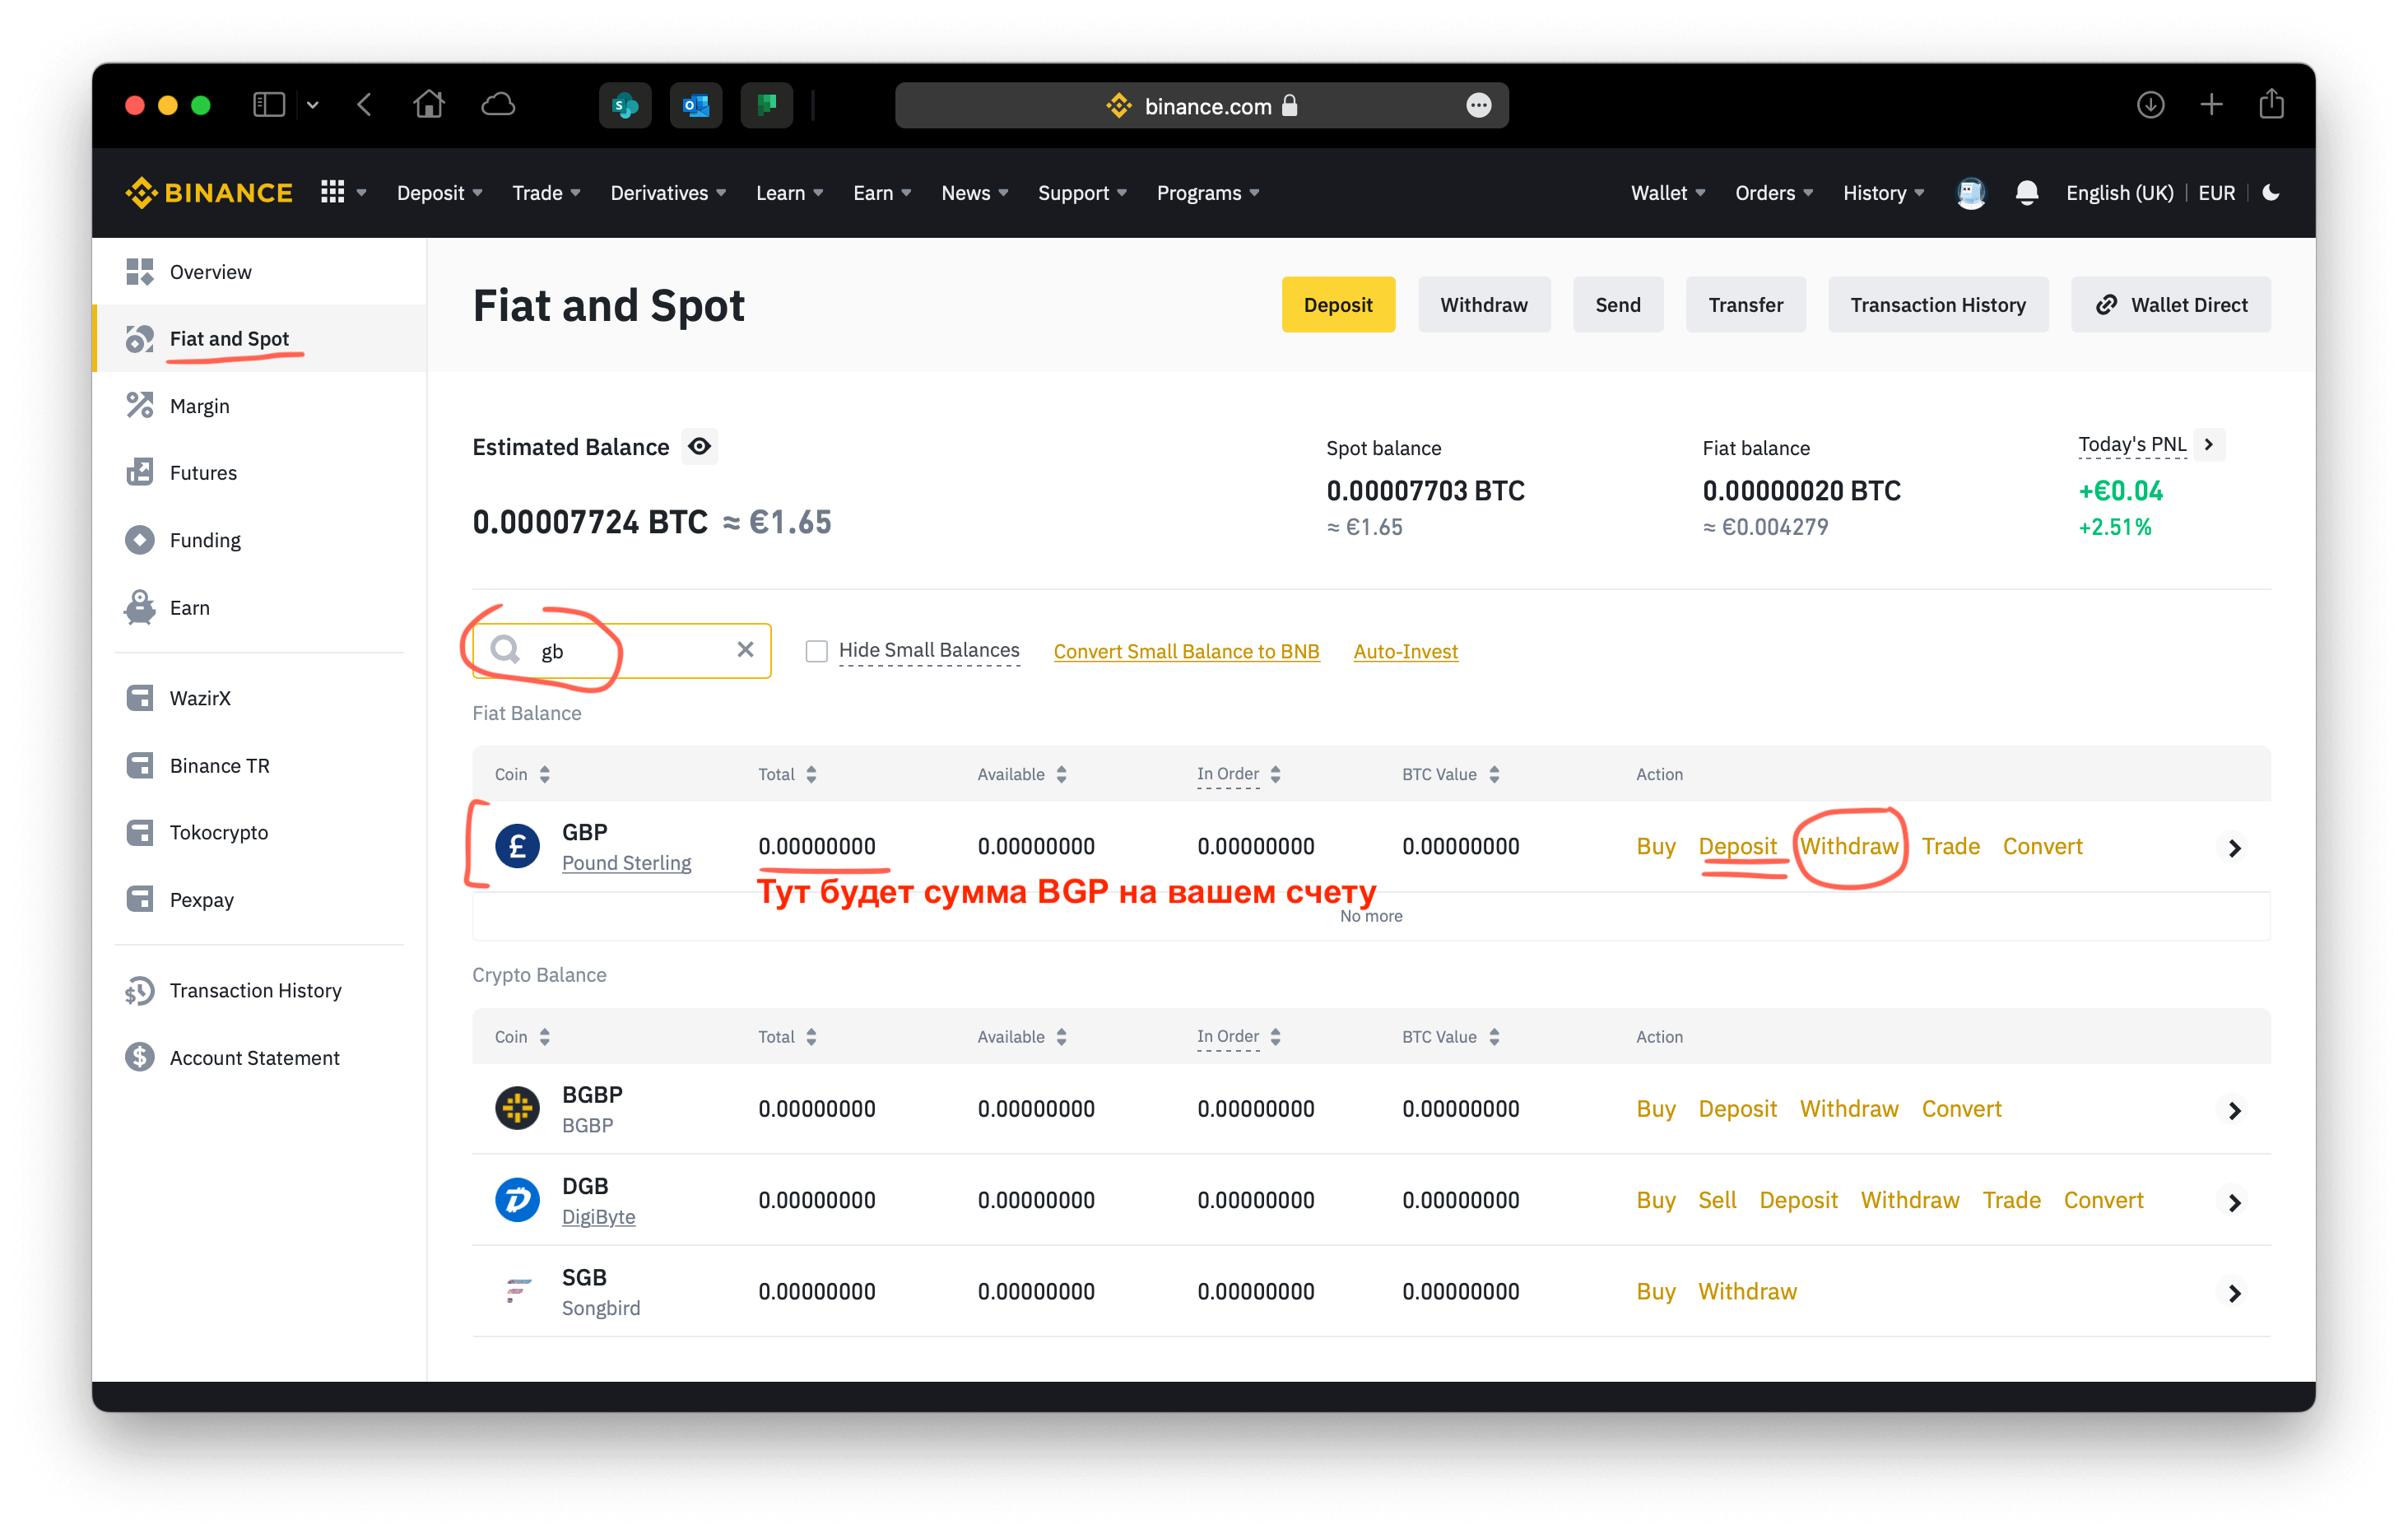 binance.com
BINANCE Deposit Trade Derivatives Learn Earn News Support Programs Wallet Orders History English (UK) EUR
Overview
Fiat and Spot
Margin
Futures
Funding
Earn
WazirX
Binance TR
Tokocrypto
Pexpay
Transaction History
Account Statement
Fiat and Spot
Deposit Withdraw Send Transfer Transaction History Wallet Direct
Estimated Balance
0.00007724 BTC ≈ €1.65
Spot balance
0.00007703 BTC
≈ €1.65
Fiat balance
0.00000020 BTC
≈ €0.004279
Today's PNL
+€0.04
+2.51%
gb
Hide Small Balances Convert Small Balance to BNB Auto-Invest
Fiat Balance
Coin Total Available In Order BTC Value Action
GBP
Pound Sterling
0.00000000 0.00000000 0.00000000 0.00000000 Buy Deposit Withdraw Trade Convert
Тут будет сумма BGP на вашем счету
No more
Crypto Balance
Coin Total Available In Order BTC Value Action
BGBP
BGBP
0.00000000 0.00000000 0.00000000 0.00000000 Buy Deposit Withdraw Convert
DGB
DigiByte
0.00000000 0.00000000 0.00000000 0.00000000 Buy Sell Deposit Withdraw Trade Convert
SGB
Songbird
0.00000000 0.00000000 0.00000000 0.00000000 Buy Withdraw